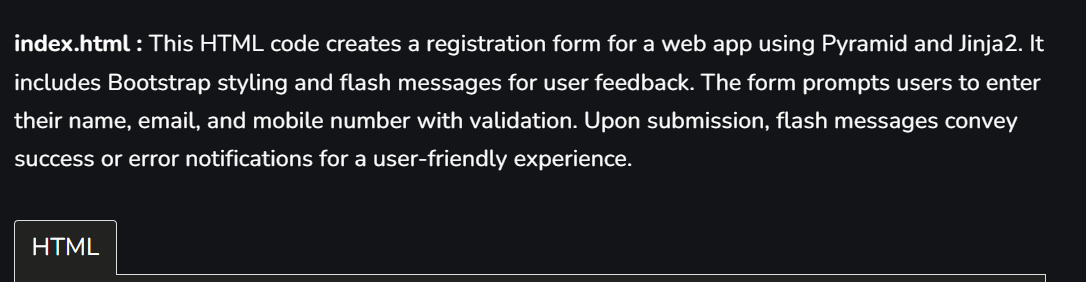 index.html : This HTML code creates a registration form for a web app using Pyramid and Jinja2. It
includes Bootstrap styling and flash messages for user feedback. The form prompts users to enter
their name, email, and mobile number with validation. Upon submission, flash messages convey
success or error notifications for a user-friendly experience.
HTML